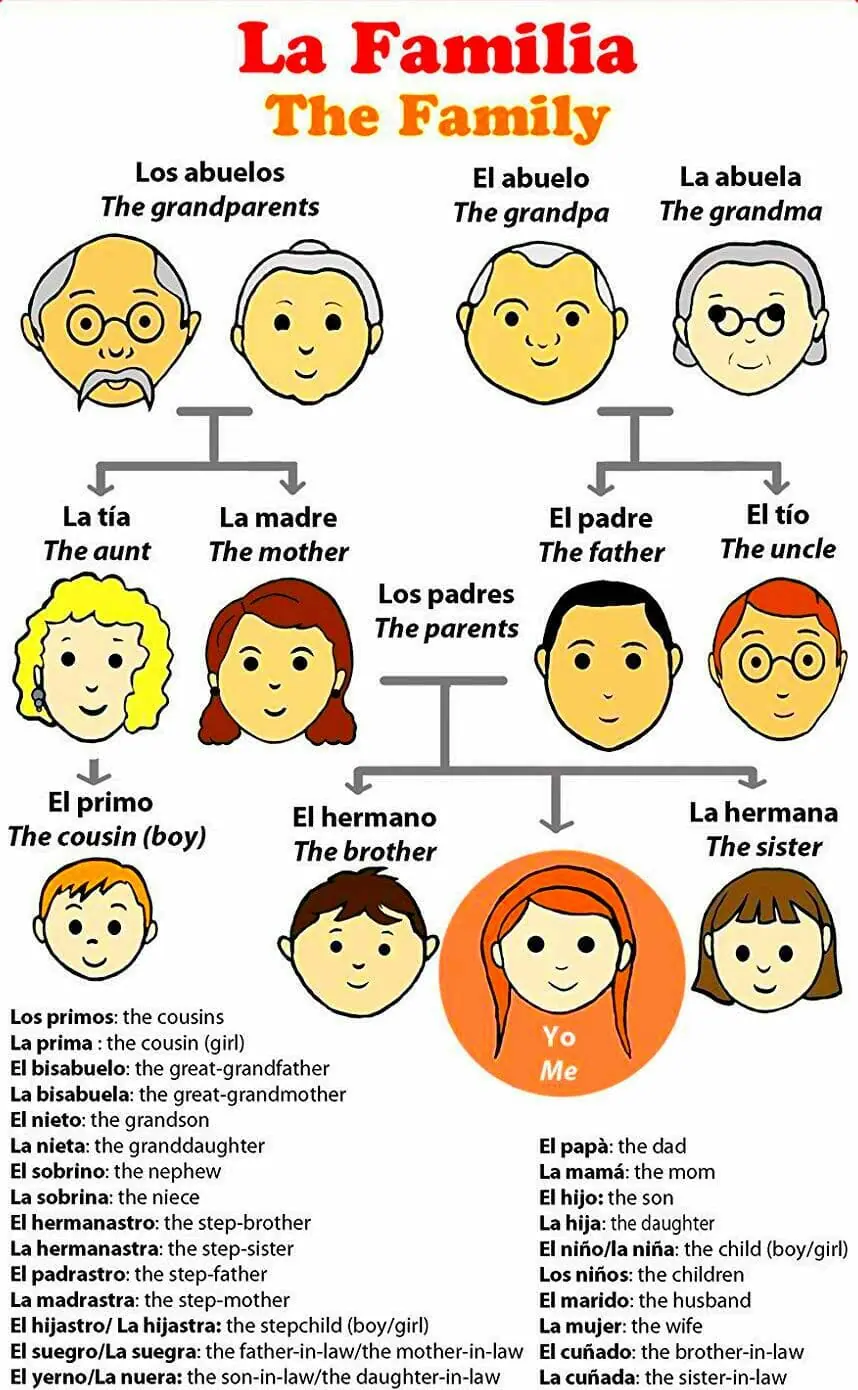 La Familia
The Family
Los abuelos
The grandparents
El abuelo
The grandpa
La abuela
The grandma
La tía
The aunt
La madre
The mother
Los padres
The parents
El padre
The father
El tío
The uncle
El primo
The cousin (boy)
El hermano
The brother
Yo
Me
La hermana
The sister
Los primos: the cousins
La prima : the cousin (girl)
El bisabuelo: the great-grandfather
La bisabuela: the great-grandmother
El nieto: the grandson
La nieta: the granddaughter
El sobrino: the nephew
La sobrina: the niece
El hermanastro: the step-brother
La hermanastra: the step-sister
El padrastro: the step-father
La madrastra: the step-mother
El hijastro/ La hijastra: the stepchild (boy/girl)
El suegro/La suegra: the father-in-law/the mother-in-law
El yerno/La nuera: the son-in-law/the daughter-in-law
El papà: the dad
La mamá: the mom
El hijo: the son
La hija: the daughter
El niño/la niña: the child (boy/girl)
Los niños: the children
El marido: the husband
La mujer: the wife
El cuñado: the brother-in-law
La cuñada: the sister-in-law